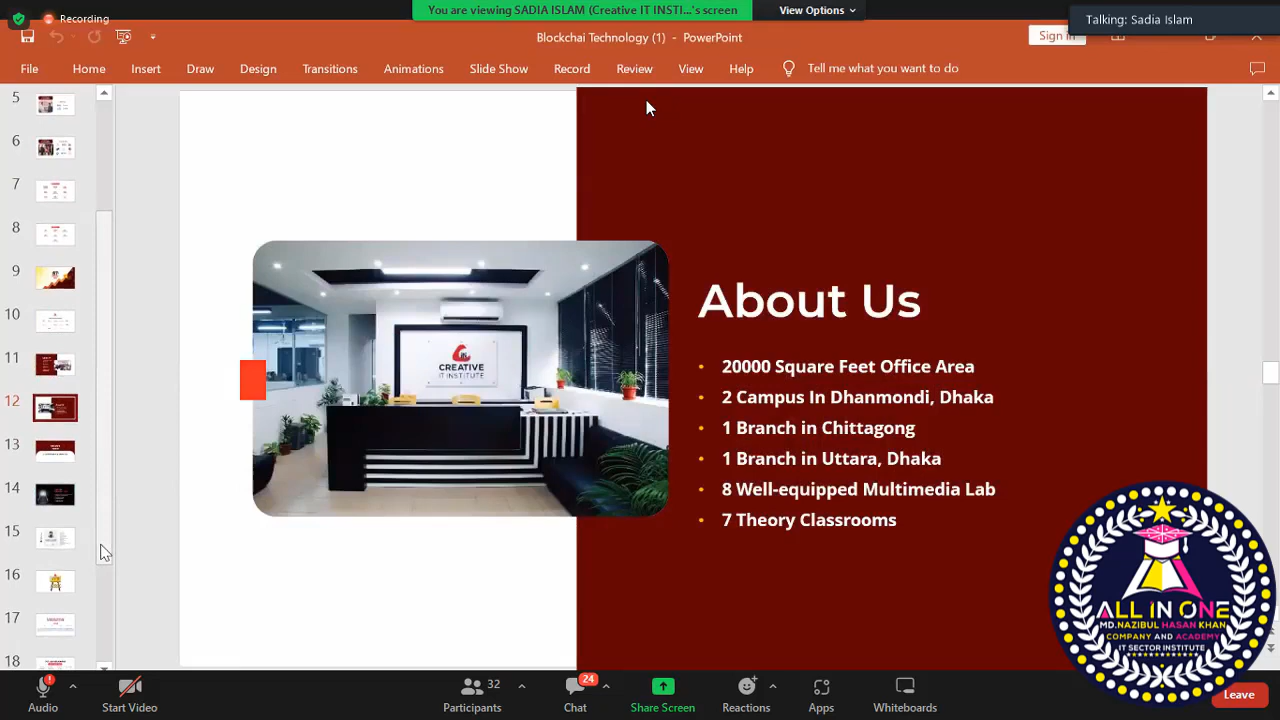 Recording
You are viewing SADIA ISLAM (Creative IT INSTI...'s screen
View Options
Talking: Sadia Islam
Blockchai Technology (1) - PowerPoint
Sign in
File Home Insert Draw Design Transitions Animations Slide Show Record Review View Help Tell me what you want to do
5
6
7
8
9
10
11
12
13
14
16
17
18
CREATIVE
IT INSTITUTE
About Us
• 20000 Square Feet Office Area
• 2 Campus In Dhanmondi, Dhaka
• 1 Branch in Chittagong
• 1 Branch in Uttara, Dhaka
• 8 Well-equipped Multimedia Lab
• 7 Theory Classrooms
ALL IN ONE
MD.NAZIBUL HASAN KHAN
COMPANY AND ACADEMY
IT SECTOR INSTITUTE
Audio
Start Video
32
Participants
24
Chat
Share Screen
Reactions
Apps
Whiteboards
Leave